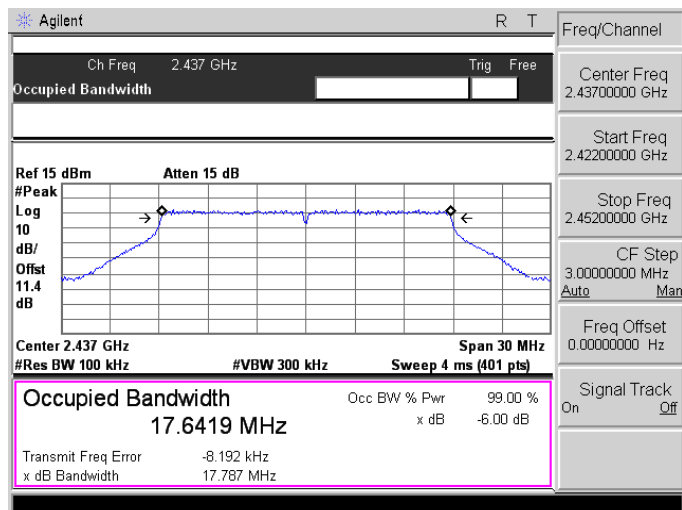 Agilent R T
Freq/Channel
Ch Freq 2.437 GHz Trig Free
Occupied Bandwidth
Center Freq
2.43700000 GHz
Start Freq
2.42200000 GHz
Stop Freq
2.45200000 GHz
CF Step
3.00000000 MHz
Auto Man
Freq Offset
0.00000000 Hz
Signal Track
On Off
Ref 15 dBm Atten 15 dB
#Peak
Log
10
dB/
Offst
11.4
dB
Center 2.437 GHz Span 30 MHz
#Res BW 100 kHz #VBW 300 kHz Sweep 4 ms (401 pts)
Occupied Bandwidth
17.6419 MHz
Occ BW % Pwr 99.00 %
x dB -6.00 dB
Transmit Freq Error -8.192 kHz
x dB Bandwidth 17.787 MHz